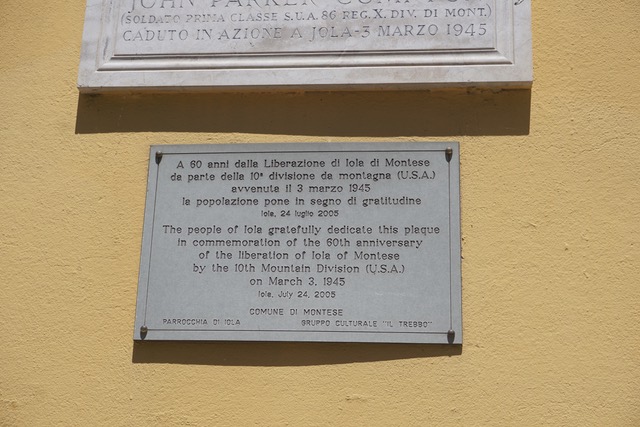 JOHN PARKER COMPTON
(SOLDATO PRIMA CLASSE S.U.A. 86 REG. X. DIV. DI MONT.)
CADUTO IN AZIONE A JOLA - 3 MARZO 1945
A 60 anni dalla Liberazione di Iola di Montese
da parte della 10ª divisione da montagna (U.S.A.)
avvenuta il 3 marzo 1945
la popolazione pone in segno di gratitudine
Iola, 24 luglio 2005
The people of Iola gratefully dedicate this plaque
in commemoration of the 60th anniversary
of the liberation of Iola of Montese
by the 10th Mountain Division (U.S.A.)
on March 3, 1945
Iola, July 24, 2005
COMUNE DI MONTESE
PARROCCHIA DI IOLA GRUPPO CULTURALE "IL TREBBO"